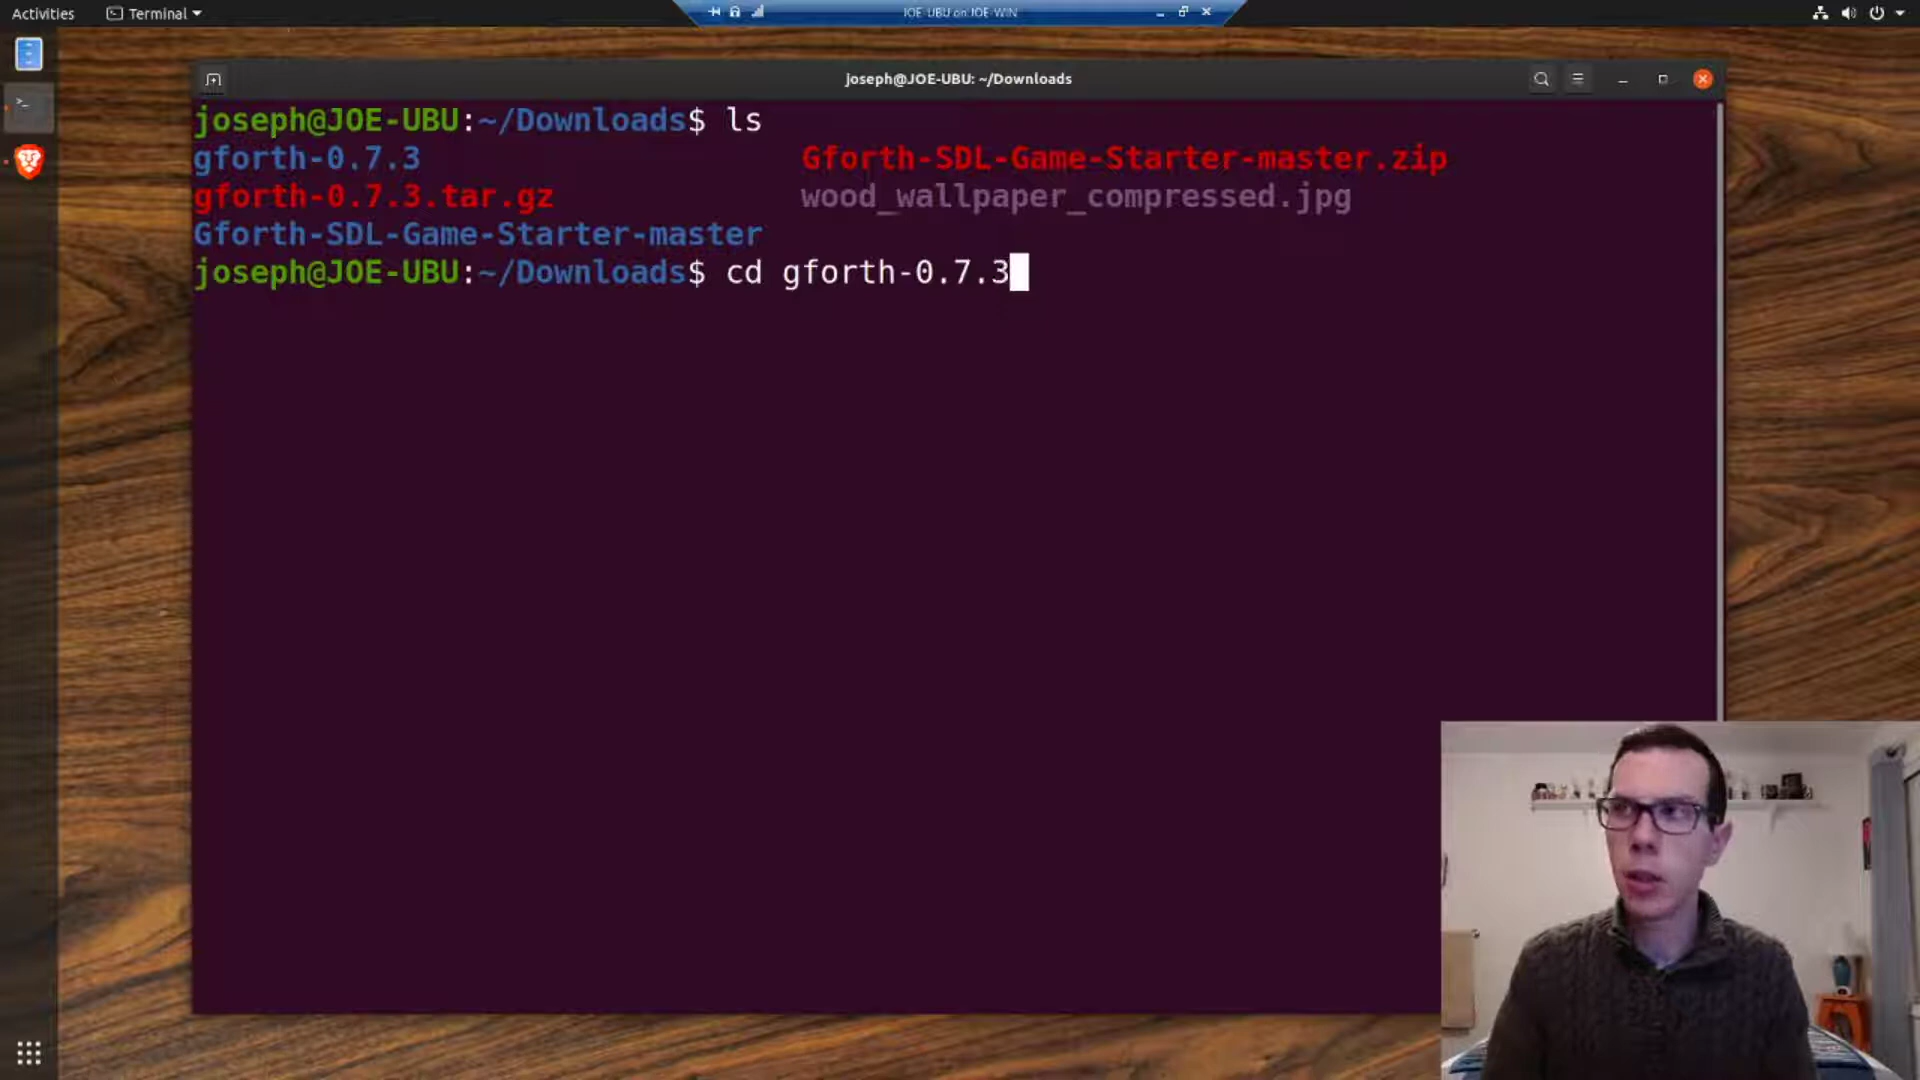 Activities Terminal JOE-UBU on JOE-WIN
joseph@JOE-UBU: ~/Downloads
joseph@JOE-UBU:~/Downloads$ ls
gforth-0.7.3 Gforth-SDL-Game-Starter-master.zip
gforth-0.7.3.tar.gz wood_wallpaper_compressed.jpg
Gforth-SDL-Game-Starter-master
joseph@JOE-UBU:~/Downloads$ cd gforth-0.7.3